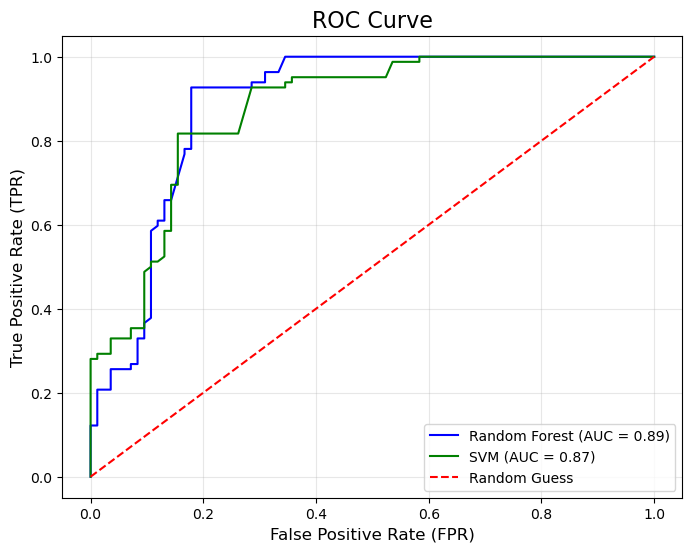 ROC Curve
1.0
0.8
0.6
0.4
0.2
0.0
True Positive Rate (TPR)
Random Forest (AUC = 0.89)
SVM (AUC = 0.87)
Random Guess
0.0 0.2 0.4 0.6 0.8 1.0
False Positive Rate (FPR)